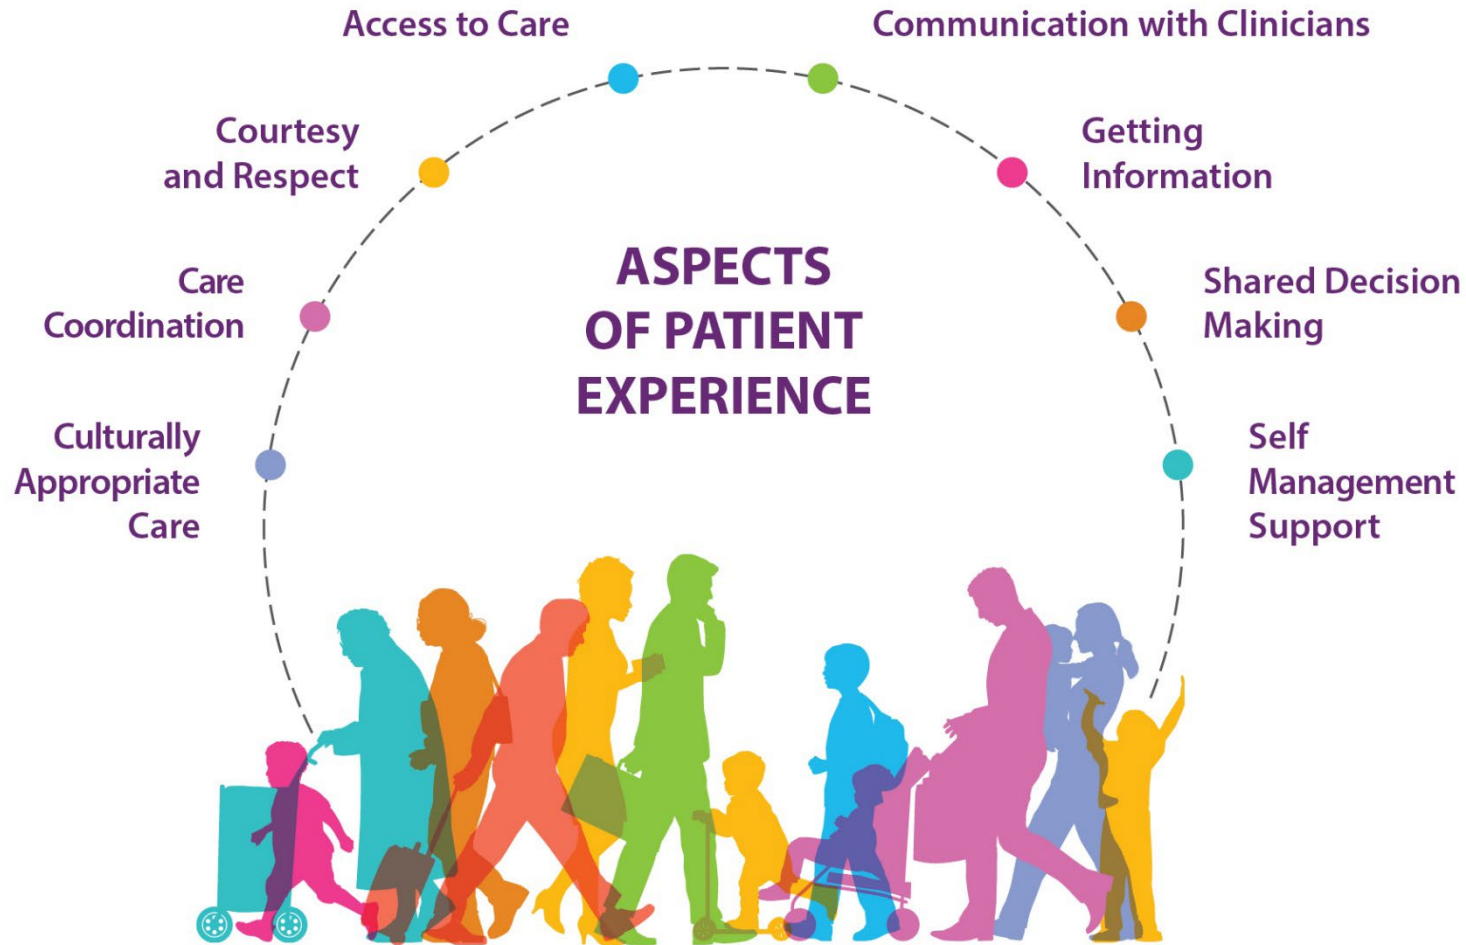 Access to Care
Communication with Clinicians
Courtesy
and Respect
Getting
Information
ASPECTS
OF PATIENT
EXPERIENCE
Care
Coordination
Shared Decision
Making
Culturally
Appropriate
Care
Self
Management
Support